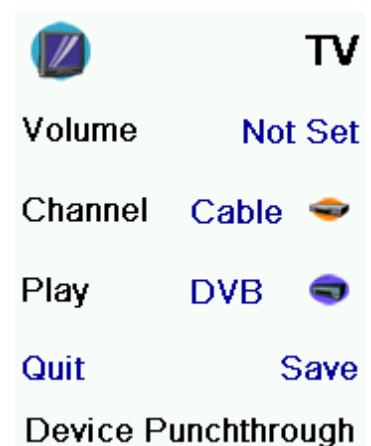 TV
Volume Not Set
Channel Cable
Play DVB
Quit Save
Device Punchthrough